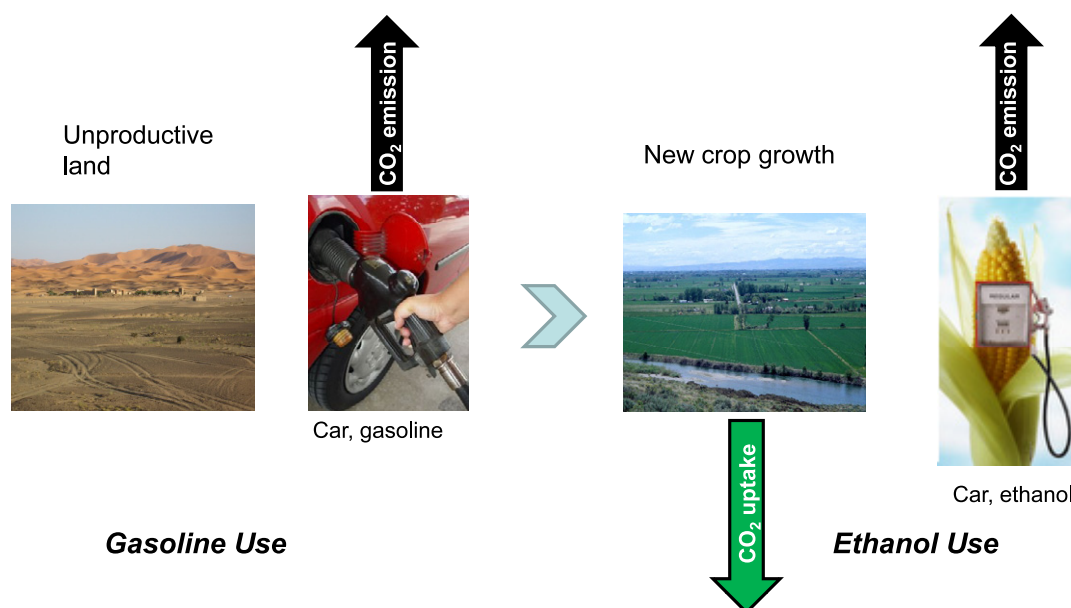 CO₂ emission
Unproductive
land
Car, gasoline
Gasoline Use
CO₂ emission
New crop growth
REGULAR
Car, ethanol
CO₂ uptake
Ethanol Use